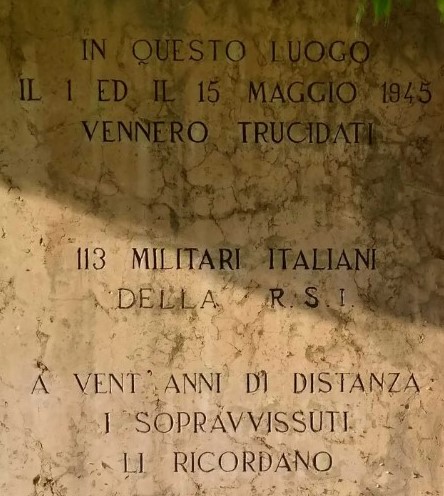 IN QUESTO LUOGO
IL 1 ED IL 15 MAGGIO 1945
VENNERO TRUCIDATI
113 MILITARI ITALIANI
DELLA R.S.I.
A VENT'ANNI DI DISTANZA
I SOPRAVVISSUTI
LI RICORDANO